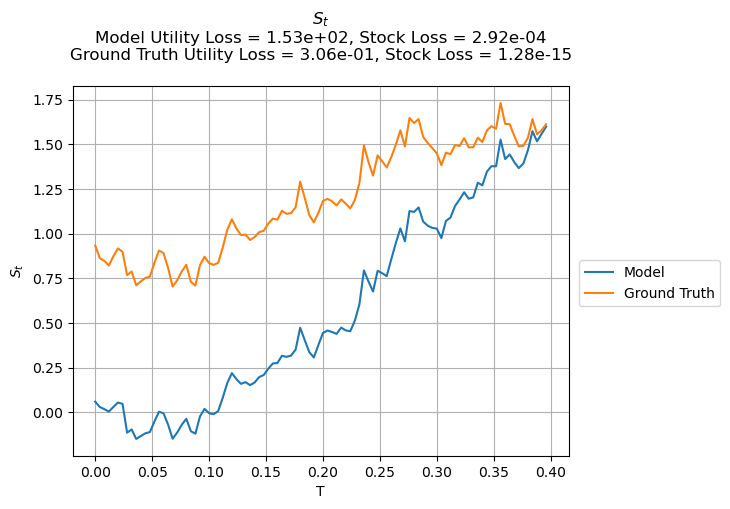 S_t
Model Utility Loss = 1.53e+02, Stock Loss = 2.92e-04
Ground Truth Utility Loss = 3.06e-01, Stock Loss = 1.28e-15
1.75
1.50
1.25
1.00
0.75
0.50
0.25
0.00
S_t
0.00 0.05 0.10 0.15 0.20 0.25 0.30 0.35 0.40
T
Model
Ground Truth